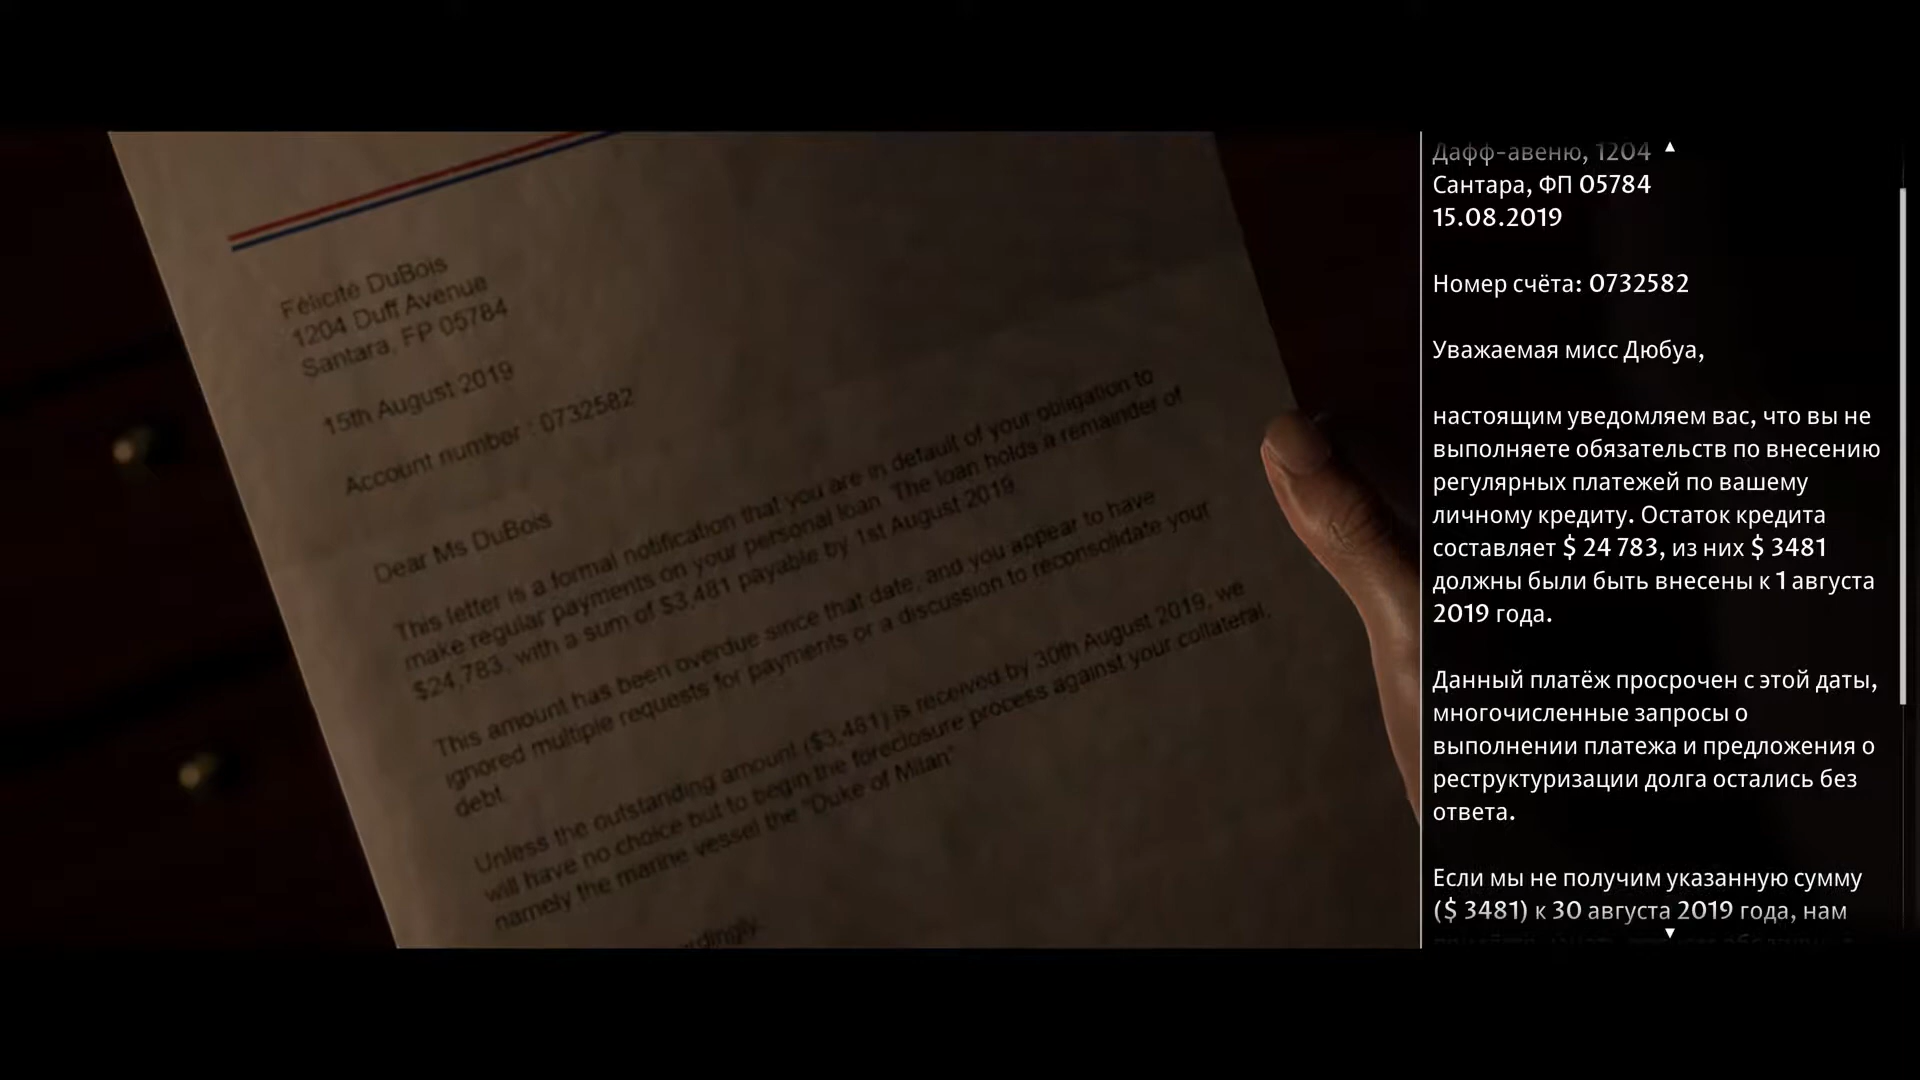 Félicité DuBois
1204 Duff Avenue
Santara, FP 05784
15th August 2019
Account number : 0732582
Dear Ms DuBois
This letter is a formal notification that you are in default of your obligation to
make regular payments on your personal loan. The loan holds a remainder of
$24,783, with a sum of $3,481 payable by 1st August 2019
This amount has been overdue since that date, and you appear to have
ignored multiple requests for payments or a discussion to reconsolidate your
debt.
Unless the outstanding amount ($3,481) is received by 30th August 2019, we
will have no choice but to begin the foreclosure process against your collateral,
namely the marine vessel the "Duke of Milan"
Дафф-авеню, 1204
Сантара, ФП 05784
15.08.2019
Номер счёта: 0732582
Уважаемая мисс Дюбуа,
настоящим уведомляем вас, что вы не
выполняете обязательств по внесению
регулярных платежей по вашему
личному кредиту. Остаток кредита
составляет $ 24 783, из них $ 3481
должны были быть внесены к 1 августа
2019 года.
Данный платёж просрочен с этой даты,
многочисленные запросы о
выполнении платежа и предложения о
реструктуризации долга остались без
ответа.
Если мы не получим указанную сумму
($ 3481) к 30 августа 2019 года, нам